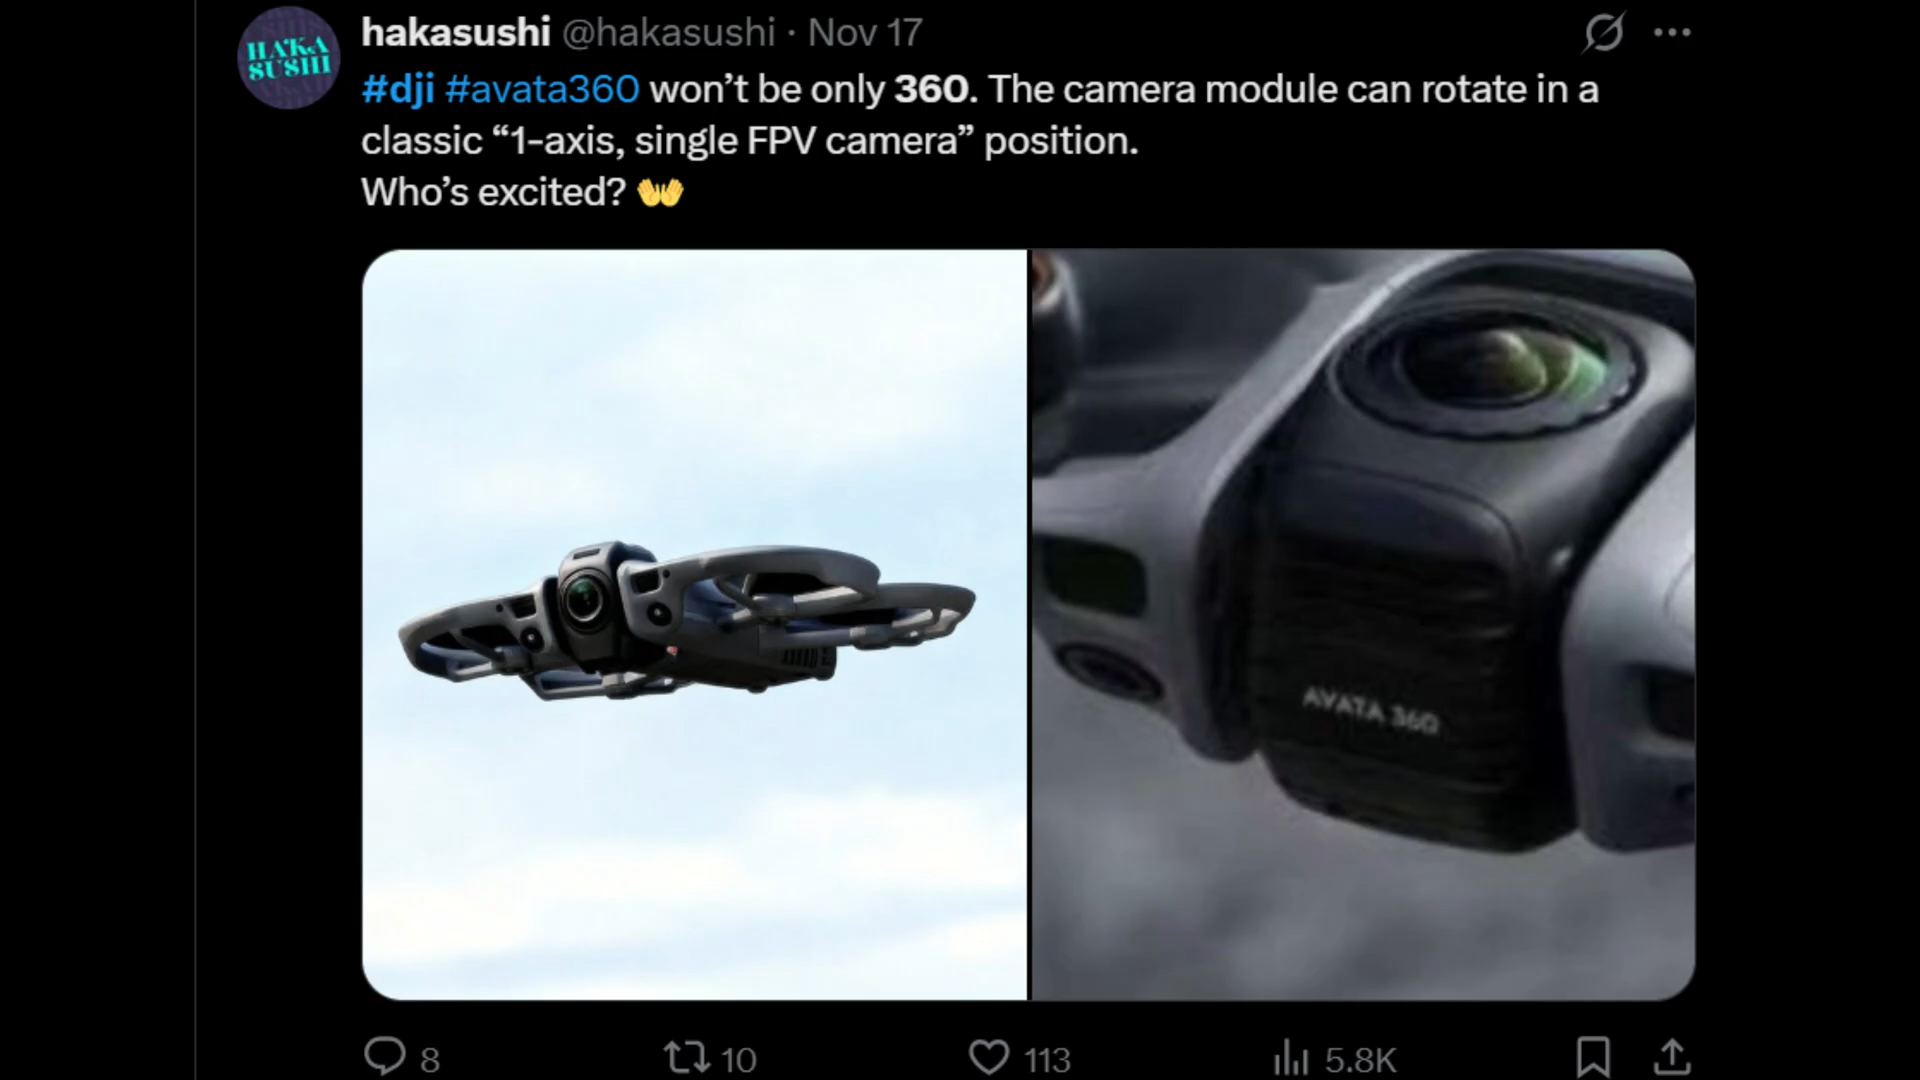 HAKA
SUSHI
hakasushi @hakasushi · Nov 17
#dji #avata360 won’t be only 360. The camera module can rotate in a
classic “1-axis, single FPV camera” position.
Who’s excited? 👐
AVATA 360
8 10 113 5.8K